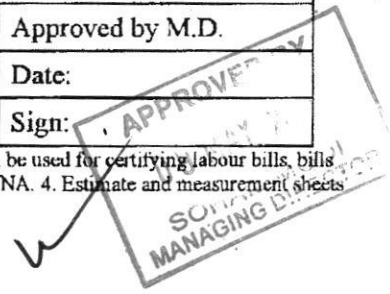 Approved by M.D.
Date:
Sign:
APPROVED BY
be used for certifying labour bills, bills
NA. 4. Estimate and measurement sheets
MANAGING DIRECTOR